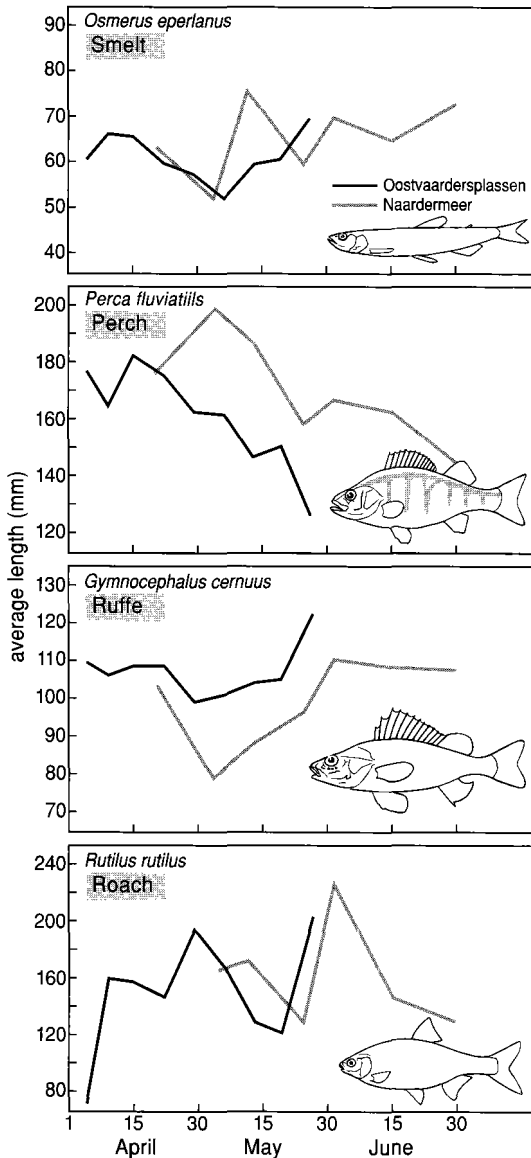 Osmerus eperlanus
Smelt
90
80
70
60
50
40
Oostvaardersplassen
Naardermeer
Perca fluviatiils
Perch
200
180
160
140
120
average length (mm)
Gymnocephalus cernuus
Ruffe
130
120
110
100
90
80
70
Rutilus rutilus
Roach
240
200
160
120
80
1 15 30 15 30 15 30
April May June